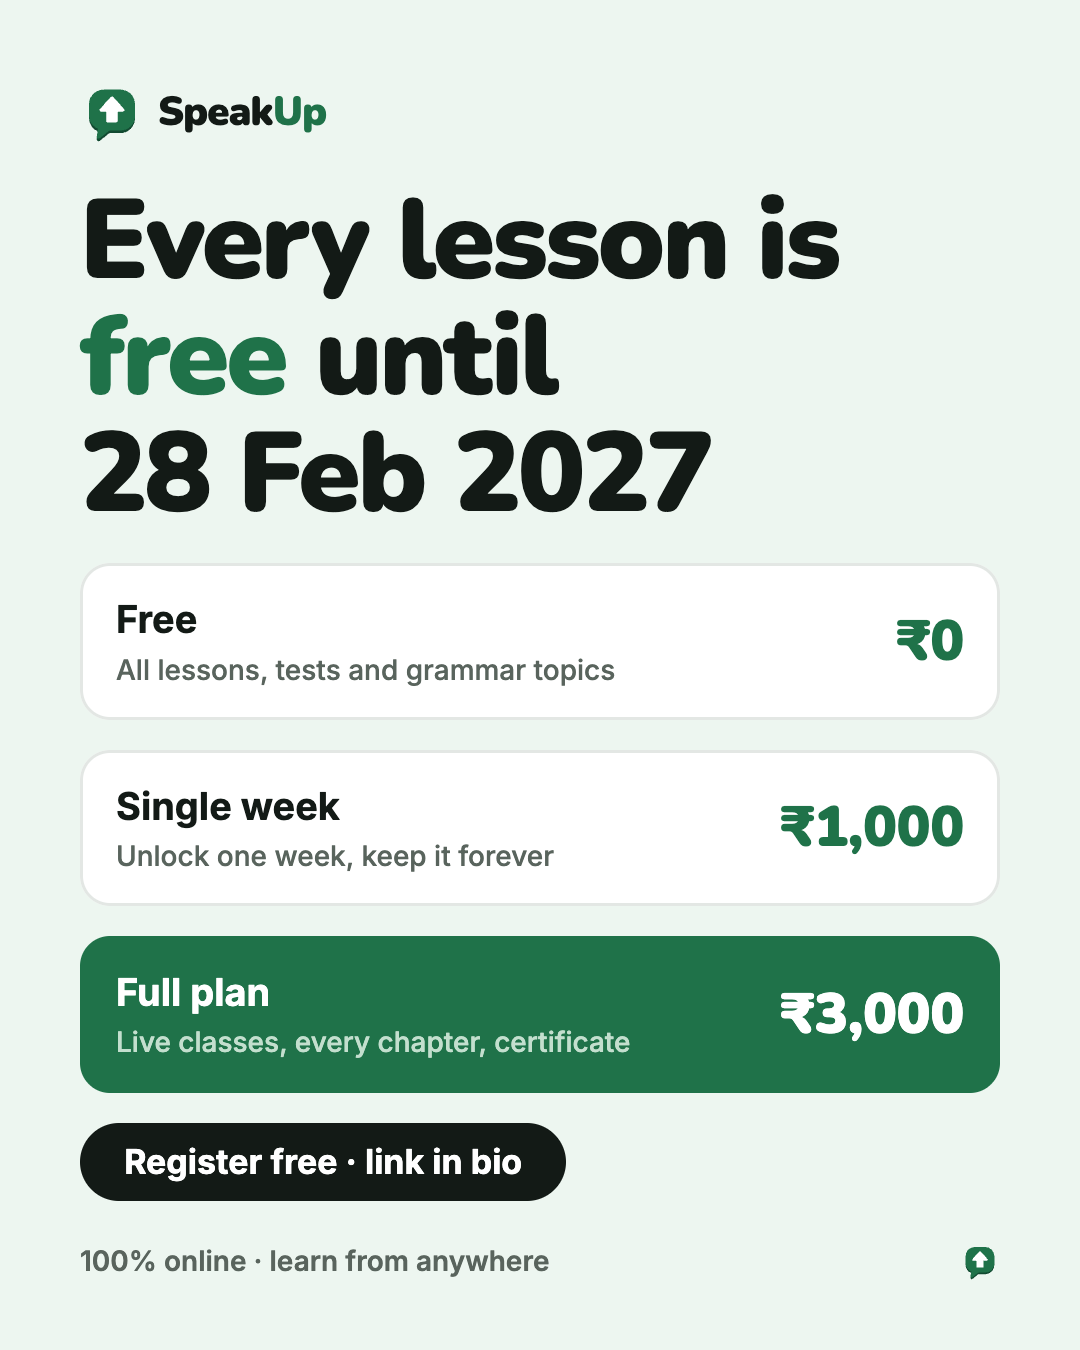 SpeakUp
Every lesson is
free until
28 Feb 2027
Free
All lessons, tests and grammar topics
₹0
Single week
Unlock one week, keep it forever
₹1,000
Full plan
Live classes, every chapter, certificate
₹3,000
Register free · link in bio
100% online · learn from anywhere